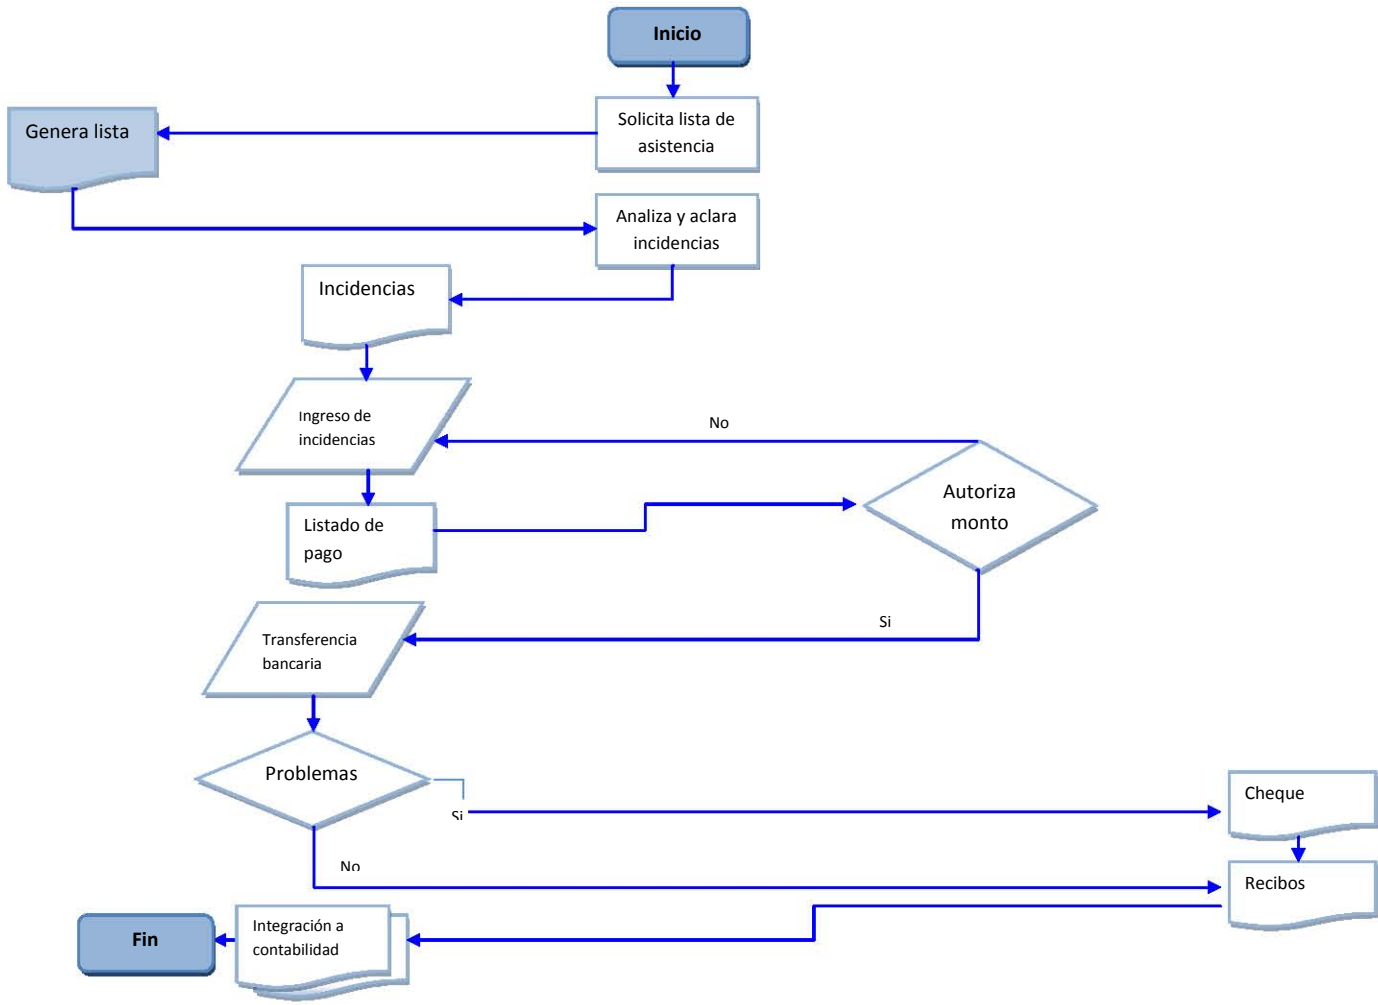 Inicio
Solicita lista de
asistencia
Genera lista
Analiza y aclara
incidencias
Incidencias
Ingreso de
incidencias
No
Autoriza
monto
Listado de
pago
Si
Transferencia
bancaria
Problemas
Si
Cheque
No
Recibos
Integración a
contabilidad
Fin